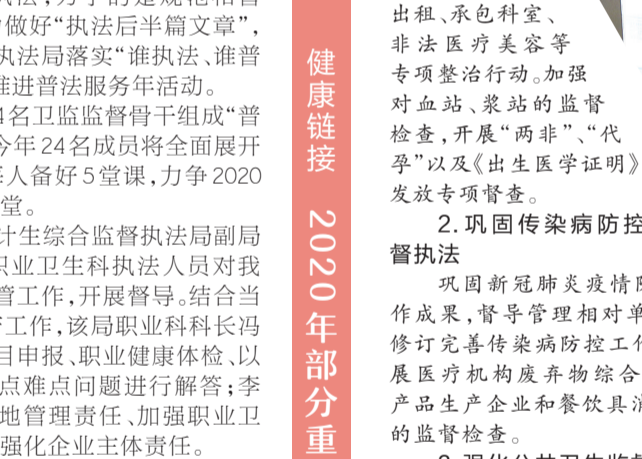 做好“执法后半篇文章”,
执法局落实“谁执法、谁普
推进普法服务年活动。
4名卫监监督骨干组成“普
今年24名成员将全面展开
人备好5堂课,力争2020
堂。
计生综合监督执法局副局
职业卫生科执法人员对我
管工作,开展督导。结合当
工作,该局职业科科长冯
目申报、职业健康体检、以
点难点问题进行解答;李
地管理责任、加强职业卫
强化企业主体责任。
健康链接 2020年部分重
出租、承包科室、
非法医疗美容等
专项整治行动。加强
对血站、浆站的监督
检查,开展“两非”、“代
孕”以及《出生医学证明》
发放专项督查。
2.巩固传染病防控
督执法
巩固新冠肺炎疫情防
作成果,督导管理相对单
修订完善传染病防控工作
展医疗机构废弃物综合
产品生产企业和餐饮具消
的监督检查。